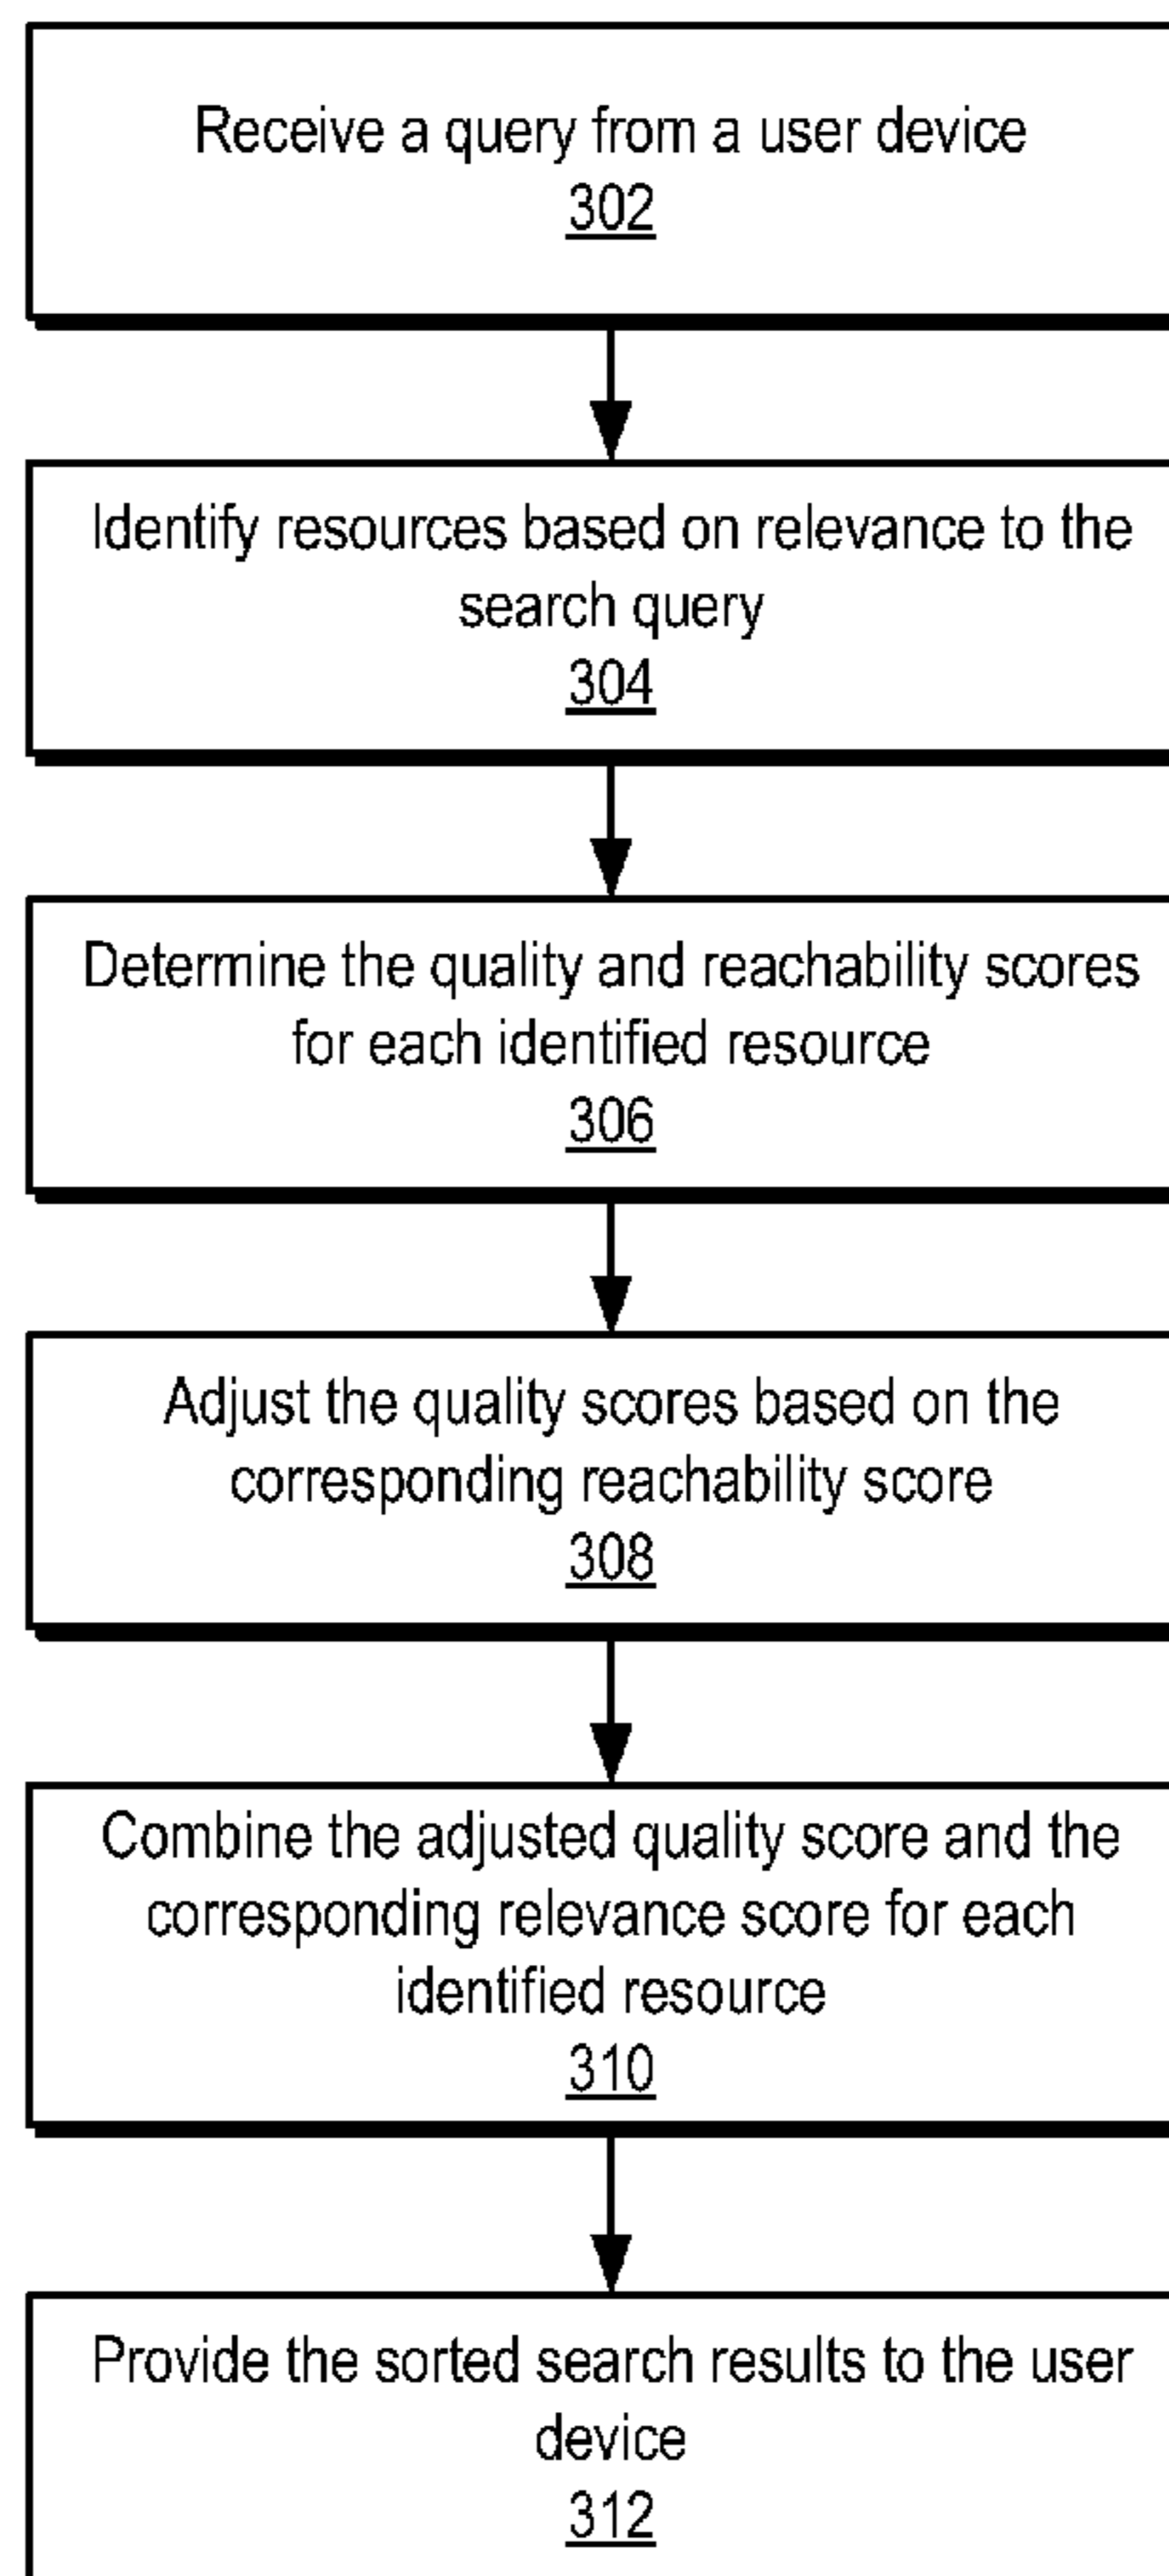 Receive a query from a user device
302
Identify resources based on relevance to the
search query
304
Determine the quality and reachability scores
for each identified resource
306
Adjust the quality scores based on the
corresponding reachability score
308
Combine the adjusted quality score and the
corresponding relevance score for each
identified resource
310
Provide the sorted search results to the user
device
312